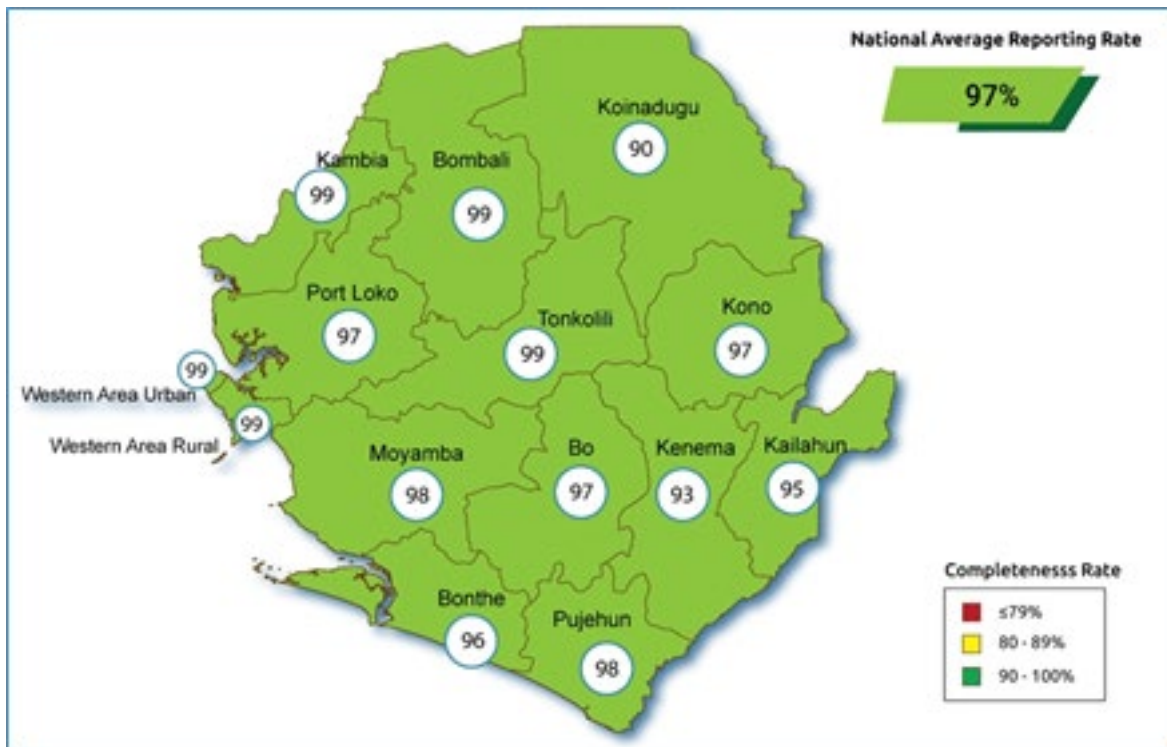 National Average Reporting Rate
97%
Koinadugu
90
Kambia
99
Bombali
99
Port Loko
97
Tonkolili
99
Kono
97
99
Western Area Urban
99
Western Area Rural
Moyamba
98
Bo
97
Kenema
93
Kailahun
95
Bonthe
96
Pujehun
98
Completenesss Rate
≤79%
80 - 89%
90 - 100%